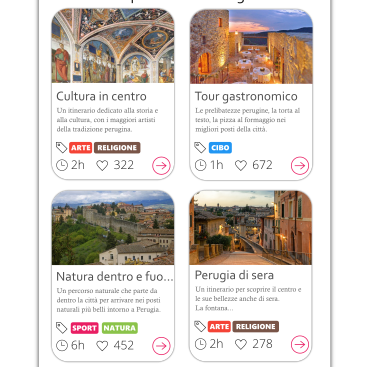 Cultura in centro
Un itinerario dedicato alla storia e
alla cultura, con i maggiori artisti
della tradizione perugina.
ARTE RELIGIONE
2h 322
Tour gastronomico
Le prelibatezze perugine, la torta al
testo, la pizza al formaggio nei
migliori posti della città.
CIBO
1h 672
Natura dentro e fuo...
Un percorso naturale che parte da
dentro la città per arrivare nei posti
naturali più belli intorno a Perugia.
SPORT NATURA
6h 452
Perugia di sera
Un itinerario per scoprire il centro e
le sue bellezze anche di sera.
La fontana...
ARTE RELIGIONE
2h 278